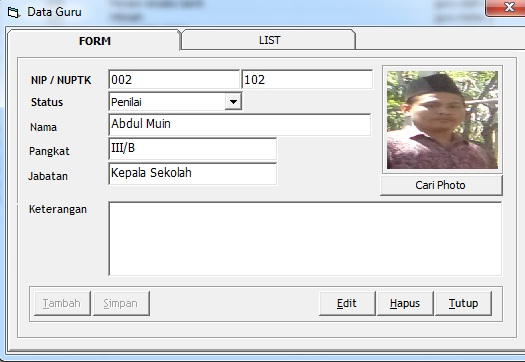 Data Guru
FORM LIST
NIP / NUPTK 002 102
Status Penilai
Nama Abdul Muin
Pangkat III/B
Jabatan Kepala Sekolah
Cari Photo
Keterangan
Tambah Simpan Edit Hapus Tutup